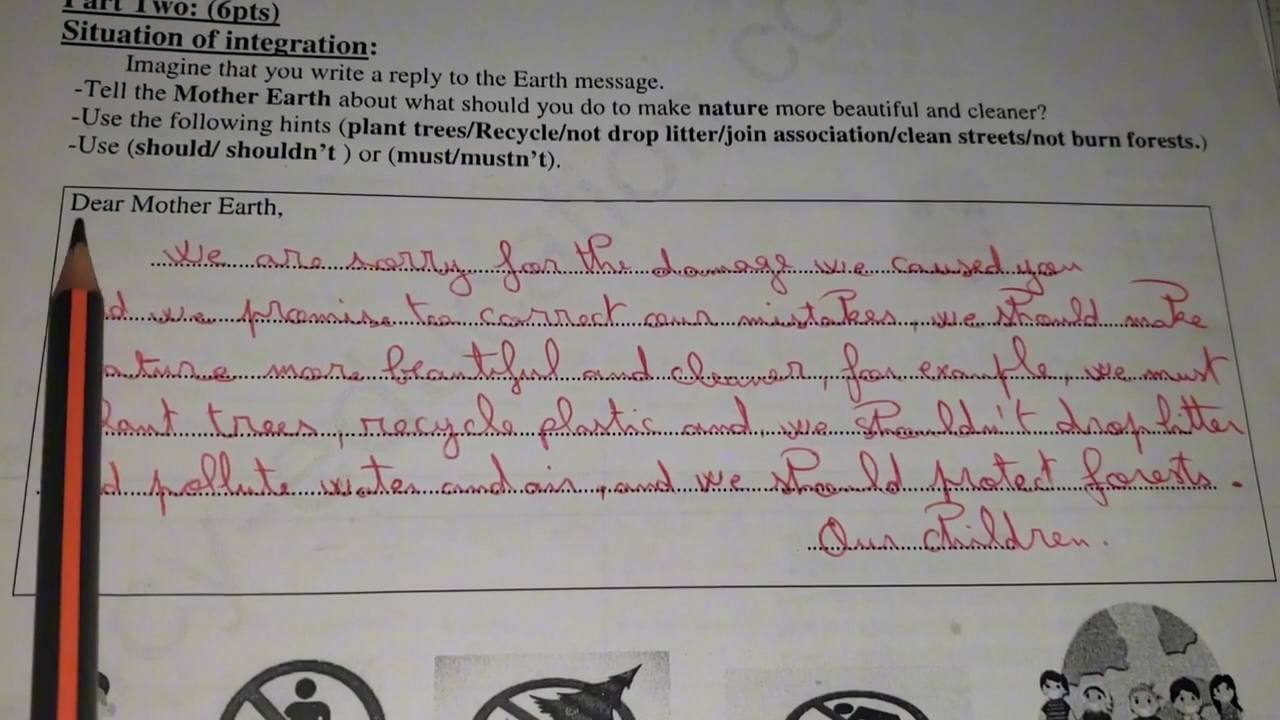 Part Two: (6pts)
Situation of integration:
Imagine that you write a reply to the Earth message.
-Tell the Mother Earth about what should you do to make nature more beautiful and cleaner?
-Use the following hints (plant trees/Recycle/not drop litter/join association/clean streets/not burn forests.)
-Use (should/ shouldn't ) or (must/mustn't).
Dear Mother Earth,
We are sorry for the damage we caused you
d we promise to correct our mistakes, we should make
ature more beautiful and cleaner, for example, we must
lant trees, recycle plastic and, we shouldn't drop litter
d pollute water and air, and we should protect forests.
Our children.